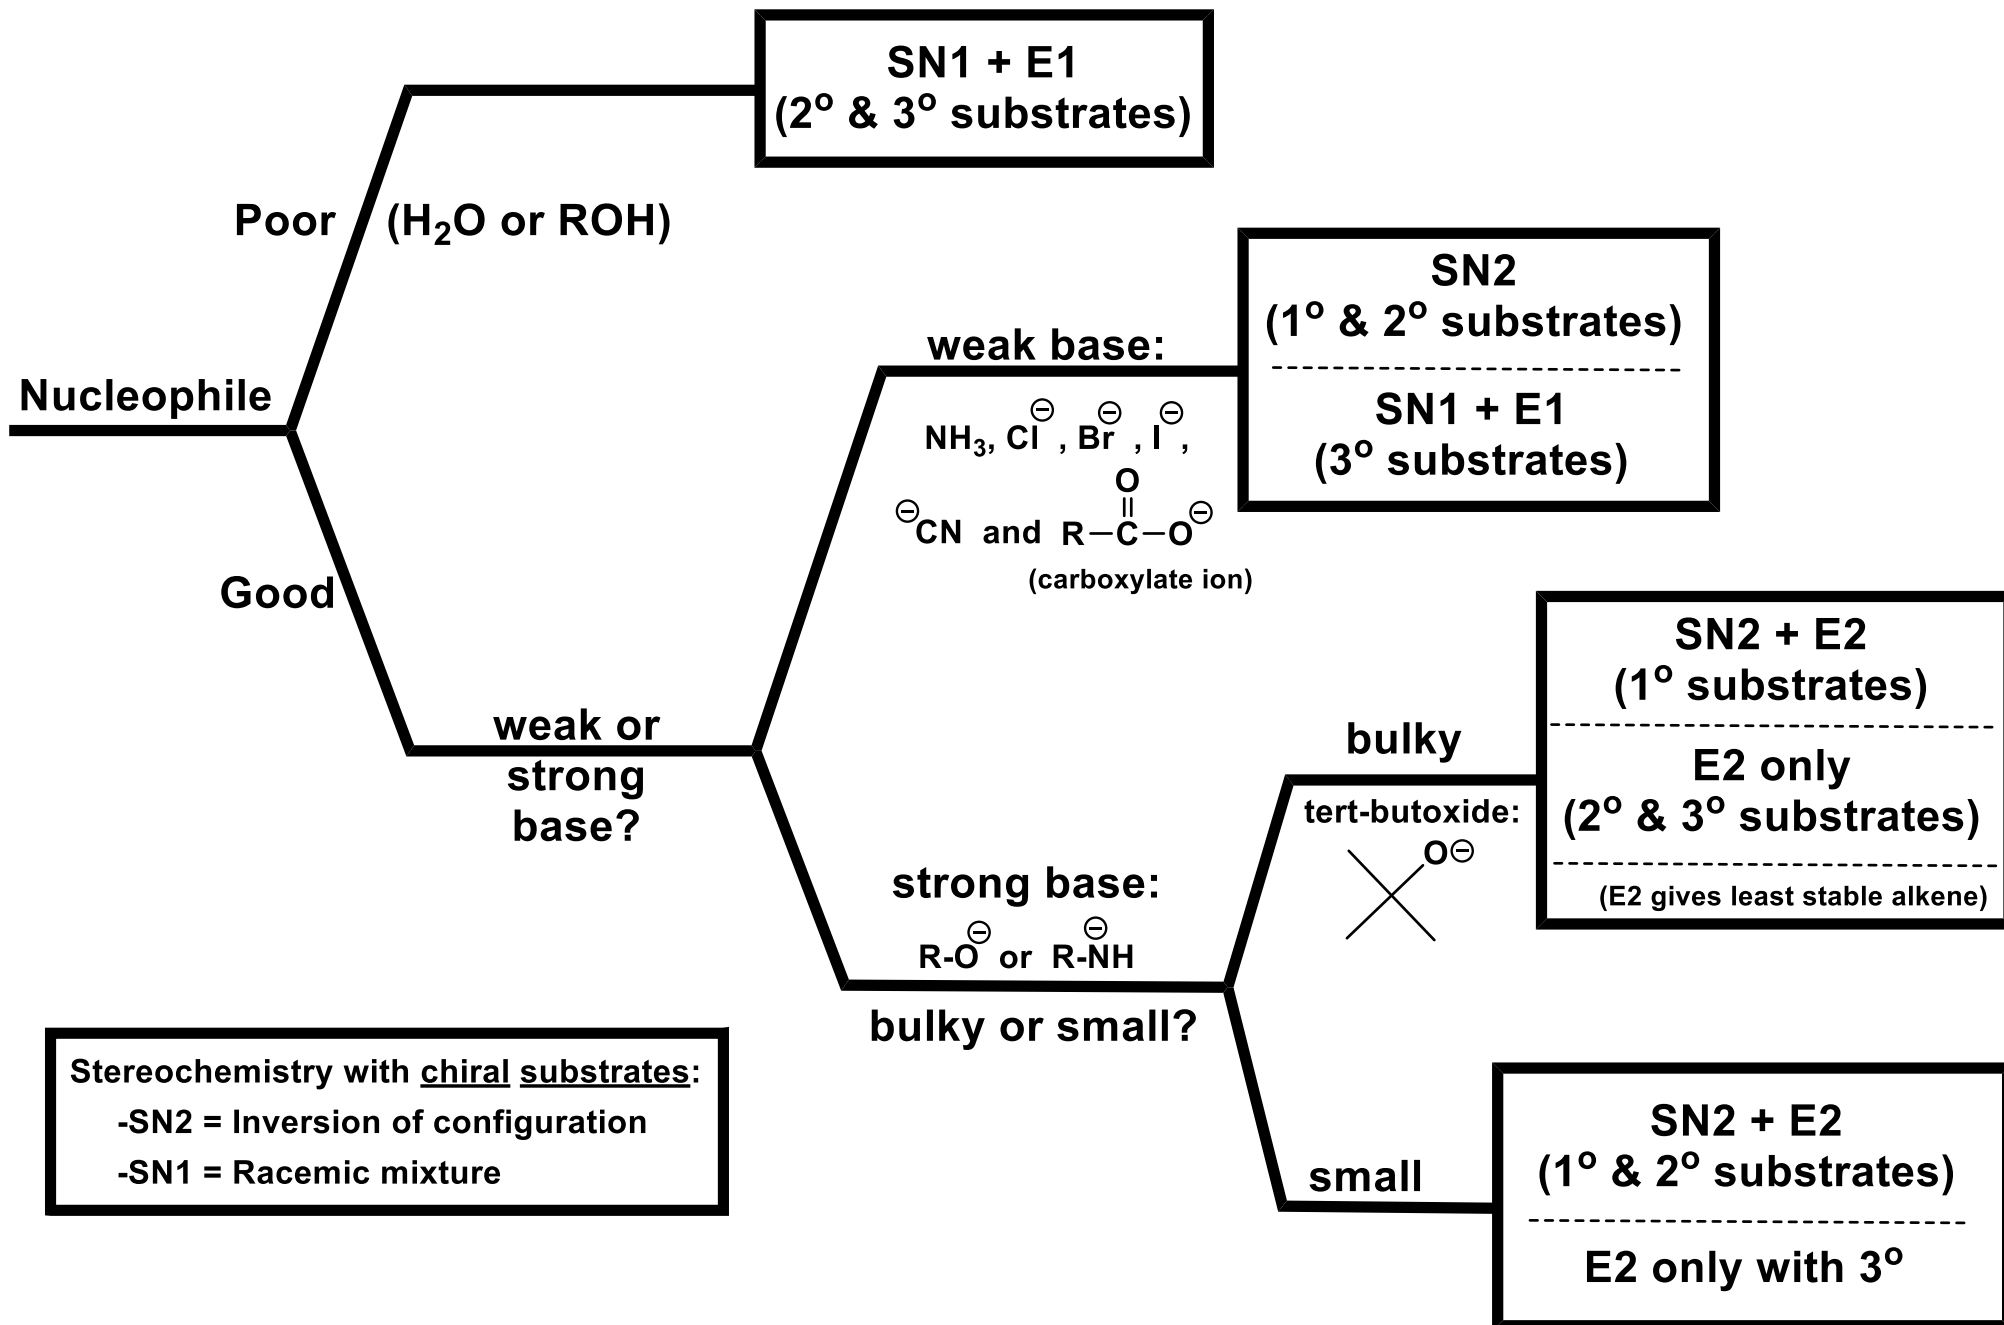 SN1 + E1
(2º & 3º substrates)
Poor (H₂O or ROH)
Nucleophile
Good
weak or
strong
base?
weak base:
NH₃, Cl⊖, Br⊖, I⊖,
O
⊖CN and R–C–O⊖
(carboxylate ion)
SN2
(1º & 2º substrates)
SN1 + E1
(3º substrates)
strong base:
R-O⊖ or R-N⊖H
bulky or small?
bulky
tert-butoxide:
O⊖
SN2 + E2
(1º substrates)
E2 only
(2º & 3º substrates)
(E2 gives least stable alkene)
small
SN2 + E2
(1º & 2º substrates)
E2 only with 3º
Stereochemistry with chiral substrates:
-SN2 = Inversion of configuration
-SN1 = Racemic mixture